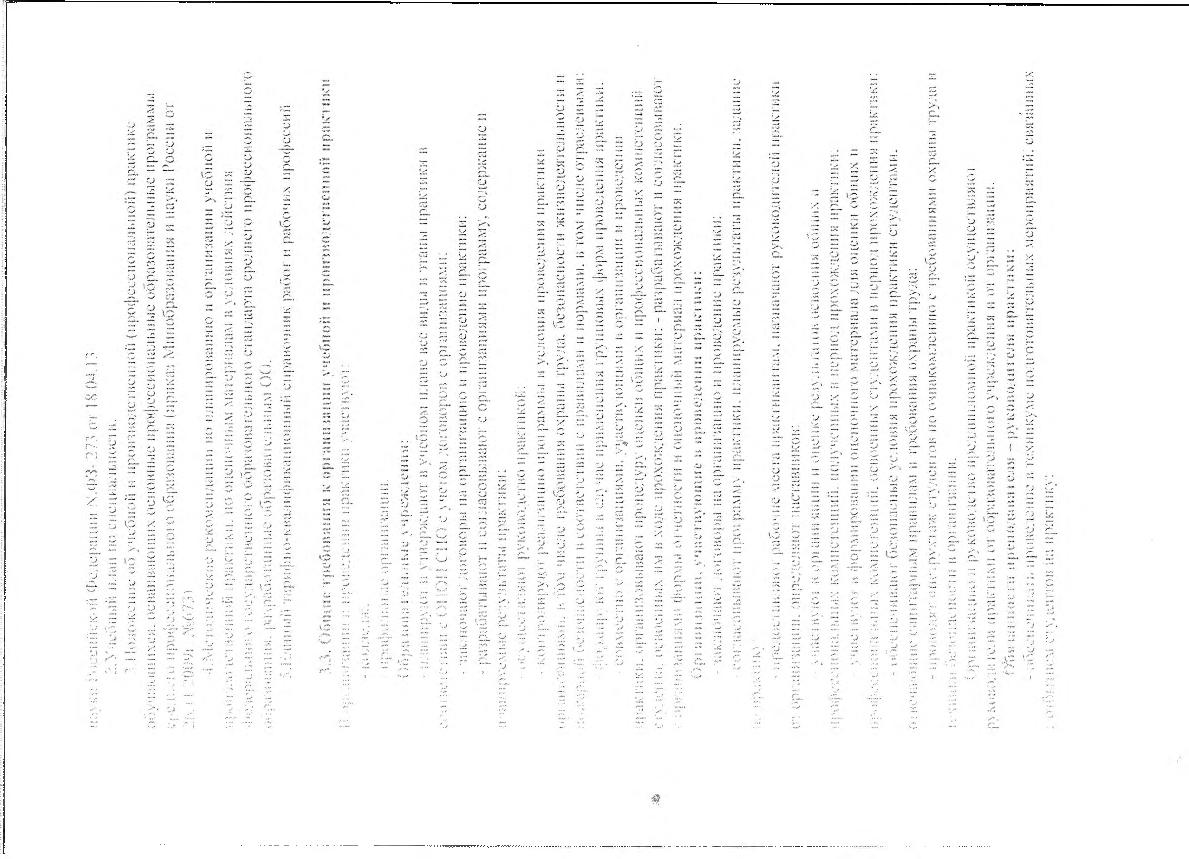 науки Российской Федерации N ФЗ- 273 от 18.04.13
2.Учебный план по специальности.
3.Положение об учебной и производственной (профессиональной) практике
обучающихся, осваивающих основные профессиональные образовательные программы
среднего профессионального образования (приказ Минобразования и науки России от
26.11.2009г. №673)
4.Методические рекомендации по планированию и организации учебной и
производственной практики, по оценочным материалам в условиях действия
федерального государственного образовательного стандарта среднего профессионального
образования, разработанные образовательным ОО.
5.Единый тарифно-квалификационный справочник работ и рабочих профессий
3.3. Общие требования к организации учебной и производственной практики
В организации и проведении практики участвуют:
- колледж;
- профильные организации.
Образовательные учреждения:
- планируют и утверждают в учебном плане все виды и этапы практики в
соответствии с ОПОП СПО с учетом договоров с организациями;
- заключают договоры на организацию и проведение практики;
- разрабатывают и согласовывают с организациями программу, содержание и
планируемые результаты практики;
- осуществляют руководство практикой;
- контролируют реализацию программы и условия проведения практики
организациями, в том числе требования охраны труда, безопасности жизнедеятельности и
пожарной безопасности в соответствии с правилами и нормами, в том числе отраслевыми;
- формируют группы в случае применения групповых форм проведения практики.
- совместно с организациями, участвующими в организации и проведении
практики, организовывают процедуру оценки общих и профессиональных компетенций
студента, освоенных им в ходе прохождения практики; - разрабатывают и согласовывают
с организациями формы отчетности и оценочный материал прохождения практики.
Организации, участвующие в проведении практики:
- заключают договоры на организацию и проведение практики;
- согласовывают программу практики, планируемые результаты практики, задание
на практику
- предоставляют рабочие места практикантам, назначают руководителей практики
от организации, определяют наставников;
- участвуют в организации и оценке результатов освоения общих и
профессиональных компетенций, полученных в период прохождения практики.
- участвуют в формировании оценочного материала для оценки общих и
профессиональных компетенций, освоенных студентами в период прохождения практики;
- обеспечивают безопасные условия прохождения практики студентами,
отвечающие санитарным правилам и требования охраны труда;
- проводят инструктаж студентов по ознакомлению с требованиями охраны труда и
техники безопасности в организации.
Организацию и руководство преддипломной практикой осуществляют
руководители практики от образовательного учреждения и от организации.
Обязанности преподавателя – руководителя практики:
- обеспечить проведение в техникуме подготовительных мероприятий, связанных
с выходом студентов на практику;